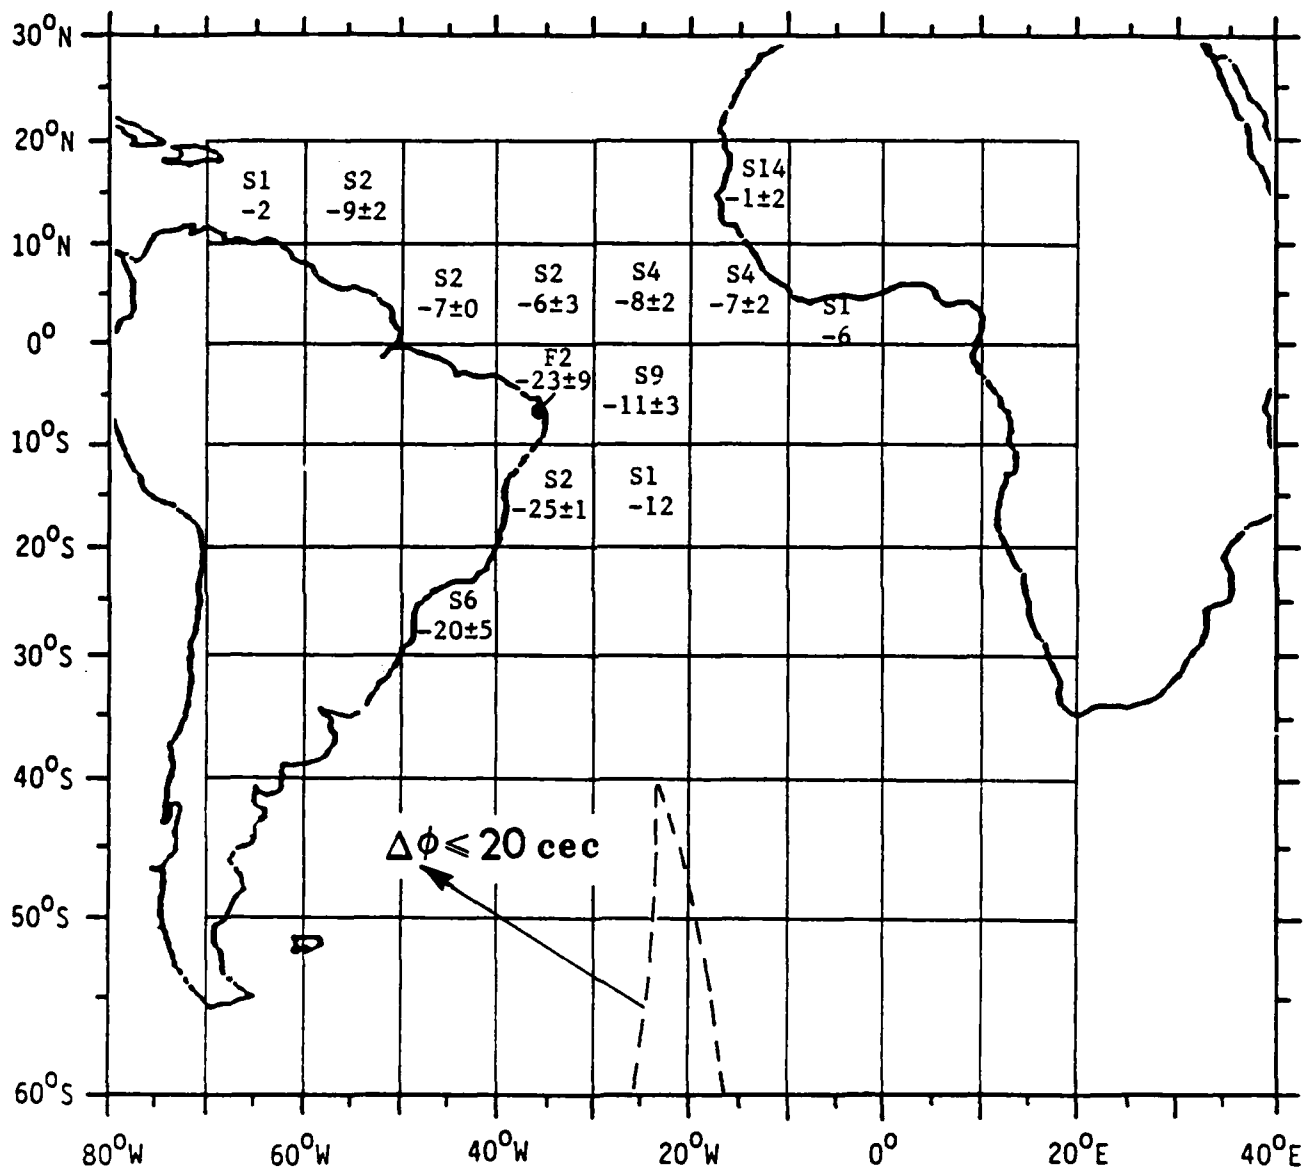 30°N
20°N
S1
-2
S2
-9±2
S14
-1±2
10°N
S2
-7±0
S2
-6±3
S4
-8±2
S4
-7±2
S1
-6
0°
F2
-23±9
S9
-11±3
10°S
S2
-25±1
S1
-12
20°S
S6
-20±5
30°S
40°S
Δϕ⩽20 cec
50°S
60°S
80°W 60°W 40°W 20°W 0° 20°E 40°E